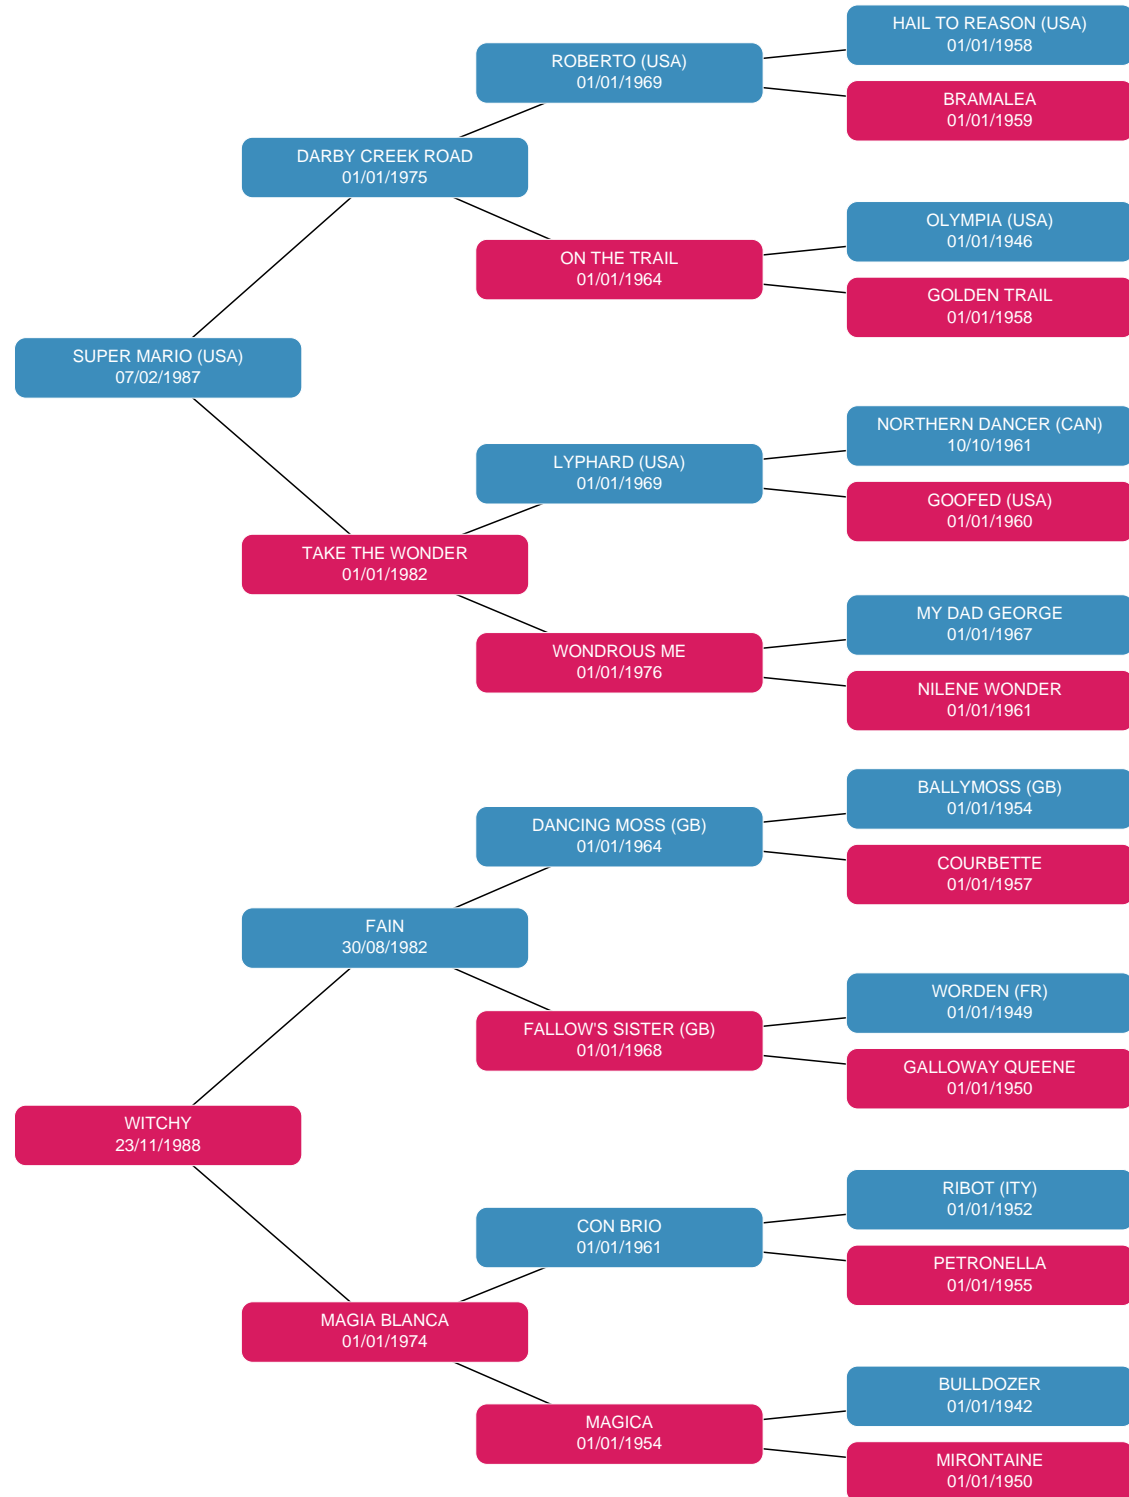 HAIL TO REASON (USA)
01/01/1958
ROBERTO (USA)
01/01/1969
BRAMALEA
01/01/1959
DARBY CREEK ROAD
01/01/1975
OLYMPIA (USA)
01/01/1946
ON THE TRAIL
01/01/1964
GOLDEN TRAIL
01/01/1958
SUPER MARIO (USA)
07/02/1987
NORTHERN DANCER (CAN)
10/10/1961
LYPHARD (USA)
01/01/1969
GOOFED (USA)
01/01/1960
TAKE THE WONDER
01/01/1982
MY DAD GEORGE
01/01/1967
WONDROUS ME
01/01/1976
NILENE WONDER
01/01/1961
BALLYMOSS (GB)
01/01/1954
DANCING MOSS (GB)
01/01/1964
COURBETTE
01/01/1957
FAIN
30/08/1982
WORDEN (FR)
01/01/1949
FALLOW'S SISTER (GB)
01/01/1968
GALLOWAY QUEENE
01/01/1950
WITCHY
23/11/1988
RIBOT (ITY)
01/01/1952
CON BRIO
01/01/1961
PETRONELLA
01/01/1955
MAGIA BLANCA
01/01/1974
BULLDOZER
01/01/1942
MAGICA
01/01/1954
MIRONTAINE
01/01/1950